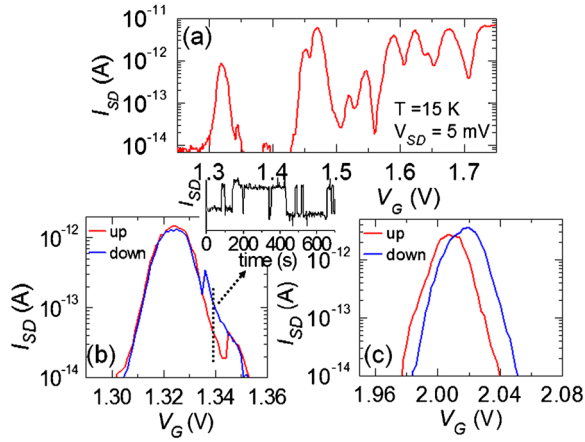 (a)
I_SD (A)
10^-11
10^-12
10^-13
10^-14
T =15 K
V_SD = 5 mV
1.3 1.4 1.5 1.6 1.7
V_G (V)
I_SD
0 200 400 600
time (s)
(b)
up
down
I_SD (A)
10^-12
10^-13
10^-14
1.30 1.32 1.34 1.36
V_G (V)
(c)
up
down
I_SD (A)
10^-12
10^-13
10^-14
1.96 2.00 2.04 2.08
V_G (V)